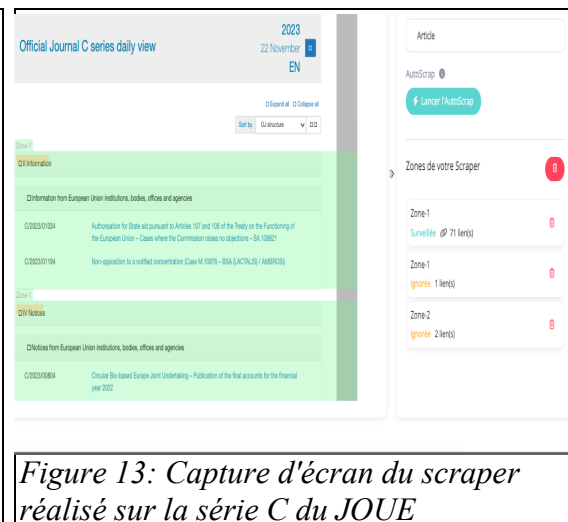 Official Journal C series daily view
2023
22 November
EN
Expand all Collapse all
Sort by OJ structure
Zone-1
II Information
Information from European Union institutions, bodies, offices and agencies
C/2023/01034 Authorisation for State aid pursuant to Articles 107 and 108 of the Treaty on the Functioning of
the European Union – Cases where the Commission raises no objections – SA.108921
C/2023/01194 Non-opposition to a notified concentration (Case M.10876 – BSA (LACTALIS) / AMBROSI)
Zone-1
IV Notices
Notices from European Union institutions, bodies, offices and agencies
C/2023/00804 Circular Bio-based Europe Joint Undertaking – Publication of the final accounts for the financial
year 2022
Article
AutoScrap
Lancer l'AutoScrap
Zones de votre Scraper
Zone-1
Surveillée 71 lien(s)
Zone-1
Ignorée 1 lien(s)
Zone-2
Ignorée 2 lien(s)
Figure 13: Capture d'écran du scraper
réalisé sur la série C du JOUE